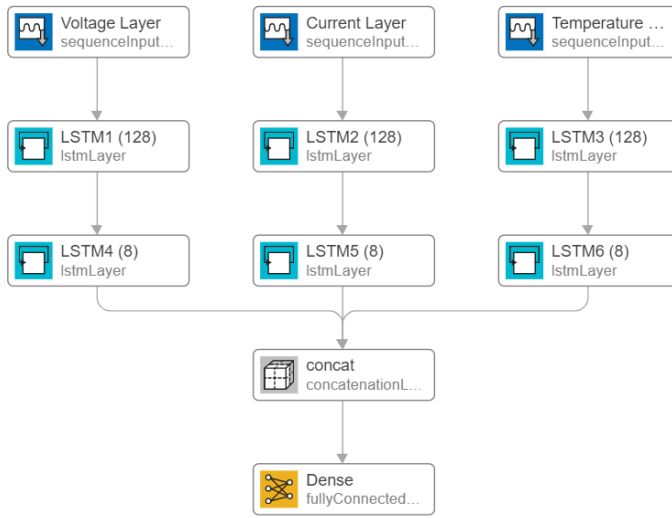 Voltage Layer
sequenceInput...
Current Layer
sequenceInput...
Temperature ...
sequenceInput...
LSTM1 (128)
lstmLayer
LSTM2 (128)
lstmLayer
LSTM3 (128)
lstmLayer
LSTM4 (8)
lstmLayer
LSTM5 (8)
lstmLayer
LSTM6 (8)
lstmLayer
concat
concatenationL...
Dense
fullyConnected...